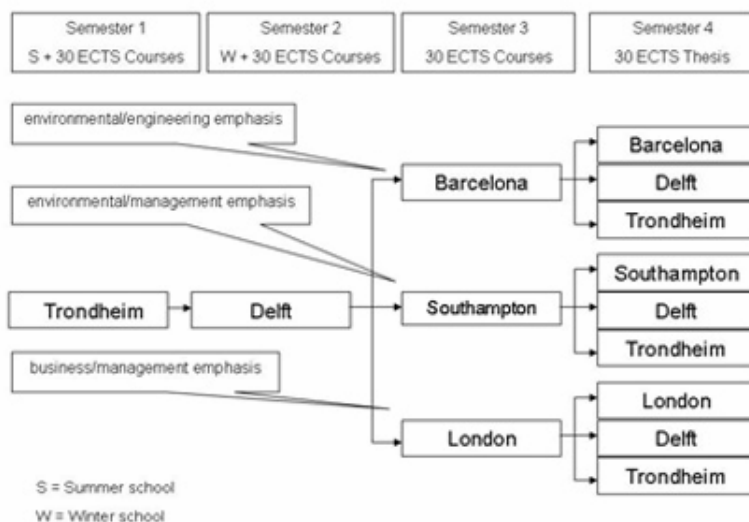 Semester 1
S + 30 ECTS Courses
Semester 2
W + 30 ECTS Courses
Semester 3
30 ECTS Courses
Semester 4
30 ECTS Thesis
environmental/engineering emphasis
environmental/management emphasis
business/management emphasis
Trondheim
Delft
Barcelona
Southampton
London
Barcelona
Delft
Trondheim
Southampton
Delft
Trondheim
London
Delft
Trondheim
S = Summer school
W = Winter school